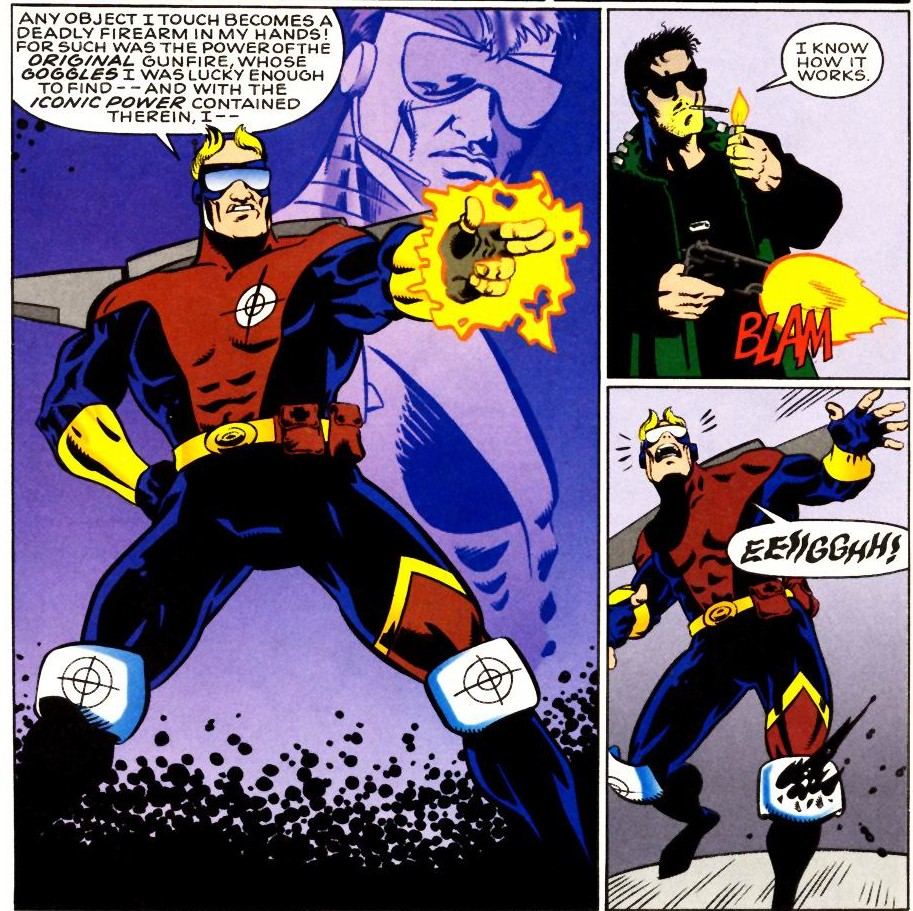 ANY OBJECT I TOUCH BECOMES A
DEADLY FIREARM IN MY HANDS!
FOR SUCH WAS THE POWER OF THE
ORIGINAL GUNFIRE, WHOSE
GOGGLES I WAS LUCKY ENOUGH
TO FIND -- AND WITH THE
ICONIC POWER CONTAINED
THEREIN, I--
I KNOW
HOW IT
WORKS.
BLAM
EEIIGGHH!